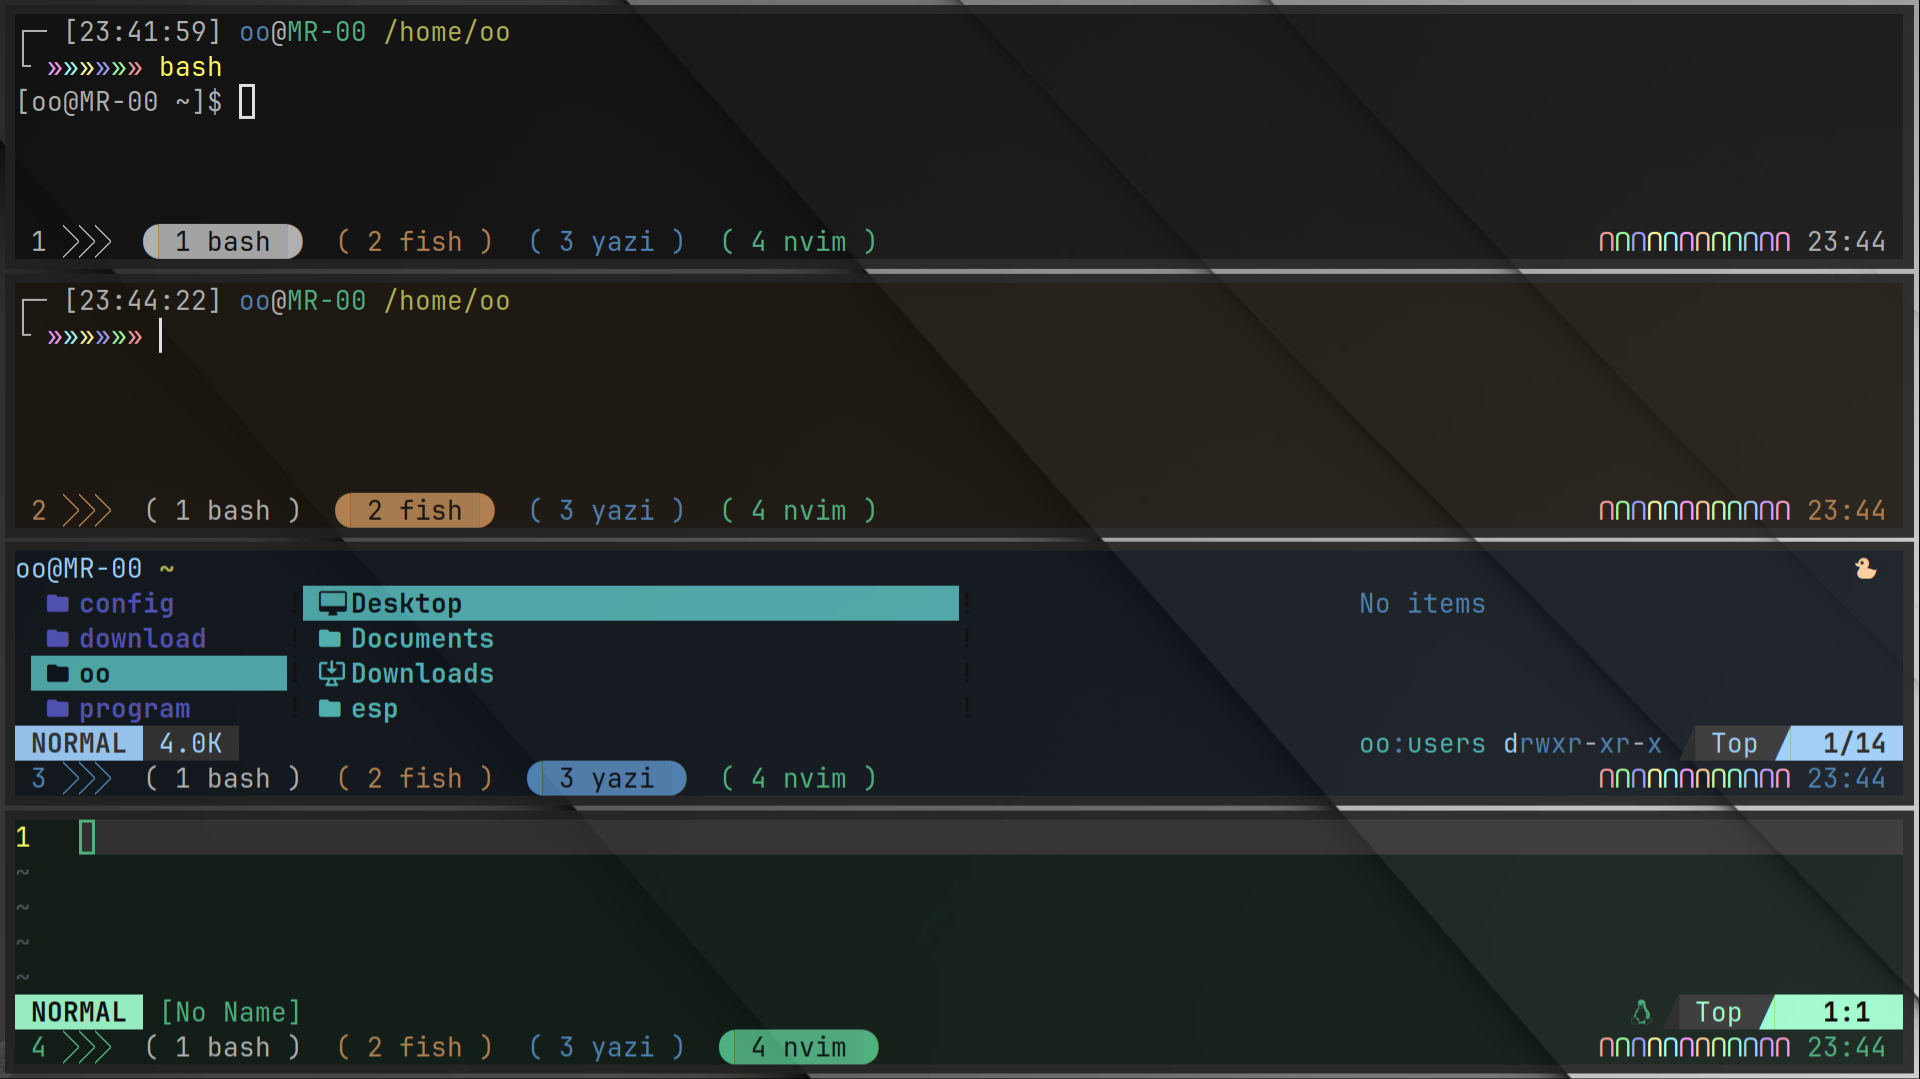 [23:41:59] oo@MR-00 /home/oo
»»»»»» bash
[oo@MR-00 ~]$
1 ( 1 bash ) ( 2 fish ) ( 3 yazi ) ( 4 nvim ) ∩∩∩∩∩∩∩∩∩∩∩∩ 23:44
[23:44:22] oo@MR-00 /home/oo
»»»»»»
2 ( 1 bash ) ( 2 fish ) ( 3 yazi ) ( 4 nvim ) ∩∩∩∩∩∩∩∩∩∩∩∩ 23:44
oo@MR-00 ~
config Desktop No items
download Documents
oo Downloads
program esp
NORMAL 4.0K oo:users drwxr-xr-x Top 1/14
3 ( 1 bash ) ( 2 fish ) ( 3 yazi ) ( 4 nvim ) ∩∩∩∩∩∩∩∩∩∩∩∩ 23:44
1
~
~
~
~
NORMAL [No Name] Top 1:1
4 ( 1 bash ) ( 2 fish ) ( 3 yazi ) ( 4 nvim ) ∩∩∩∩∩∩∩∩∩∩∩∩ 23:44